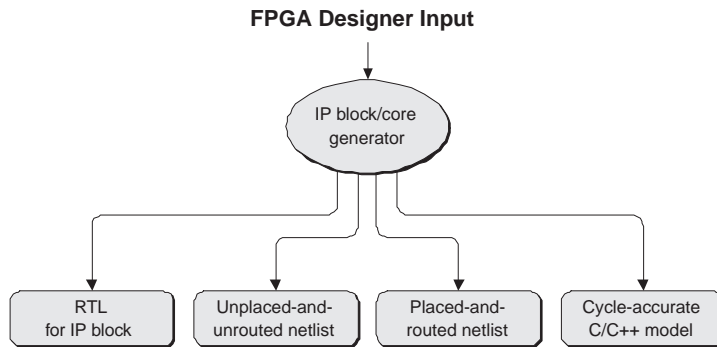 FPGA Designer Input
IP block/core
generator
RTL
for IP block
Unplaced-and-
unrouted netlist
Placed-and-
routed netlist
Cycle-accurate
C/C++ model